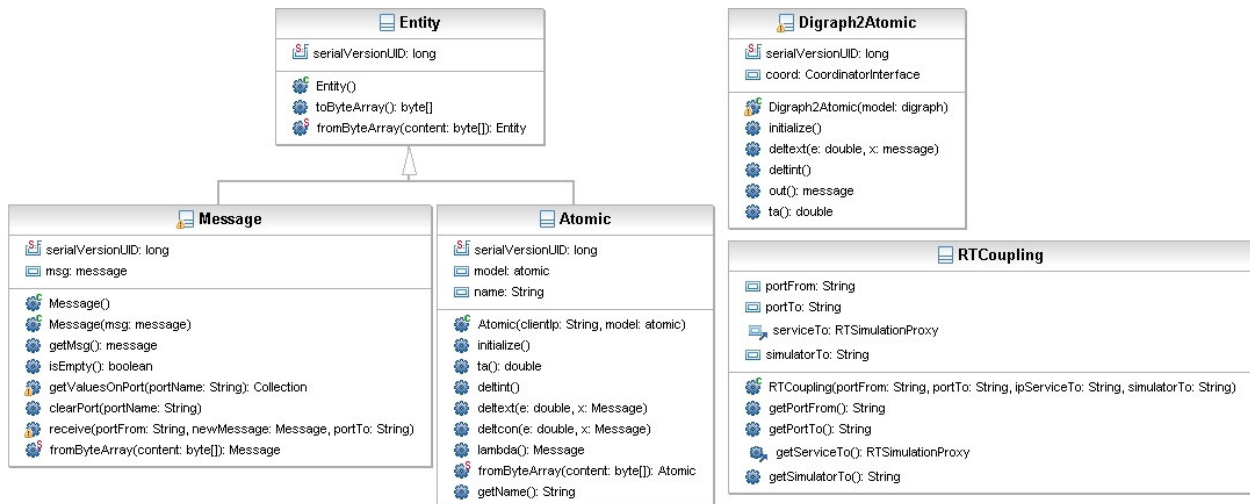 Entity
serialVersionUID: long
Entity()
toByteArray(): byte[]
fromByteArray(content: byte[]): Entity
Digraph2Atomic
serialVersionUID: long
coord: CoordinatorInterface
Digraph2Atomic(model: digraph)
initialize()
deltext(e: double, x: message)
deltint()
out(): message
ta(): double
Message
serialVersionUID: long
msg: message
Message()
Message(msg: message)
getMsg(): message
isEmpty(): boolean
getValuesOnPort(portName: String): Collection
clearPort(portName: String)
receive(portFrom: String, newMessage: Message, portTo: String)
fromByteArray(content: byte[]): Message
Atomic
serialVersionUID: long
model: atomic
name: String
Atomic(clientIp: String, model: atomic)
initialize()
ta(): double
deltint()
deltext(e: double, x: Message)
deltcon(e: double, x: Message)
lambda(): Message
fromByteArray(content: byte[]): Atomic
getName(): String
RTCoupling
portFrom: String
portTo: String
serviceTo: RTSimulationProxy
simulatorTo: String
RTCoupling(portFrom: String, portTo: String, ipServiceTo: String, simulatorTo: String)
getPortFrom(): String
getPortTo(): String
getServiceTo(): RTSimulationProxy
getSimulatorTo(): String